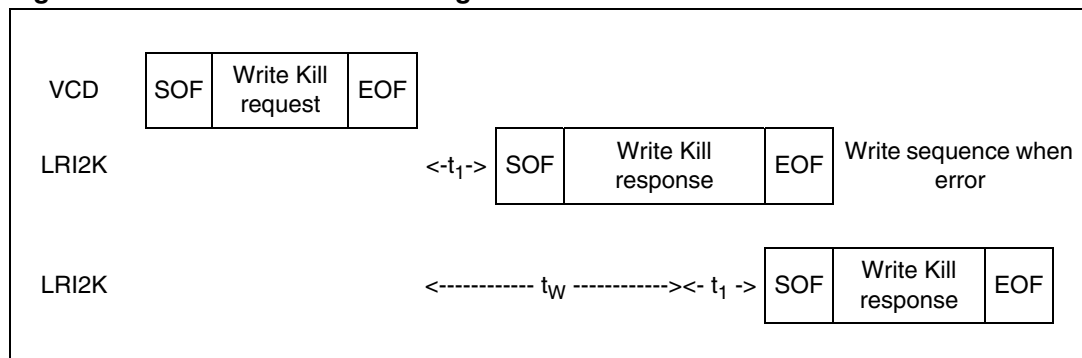 VCD SOF Write Kill request EOF
LRI2K <-t1-> SOF Write Kill response EOF Write sequence when error
LRI2K <------------ tW ------------><- t1 -> SOF Write Kill response EOF